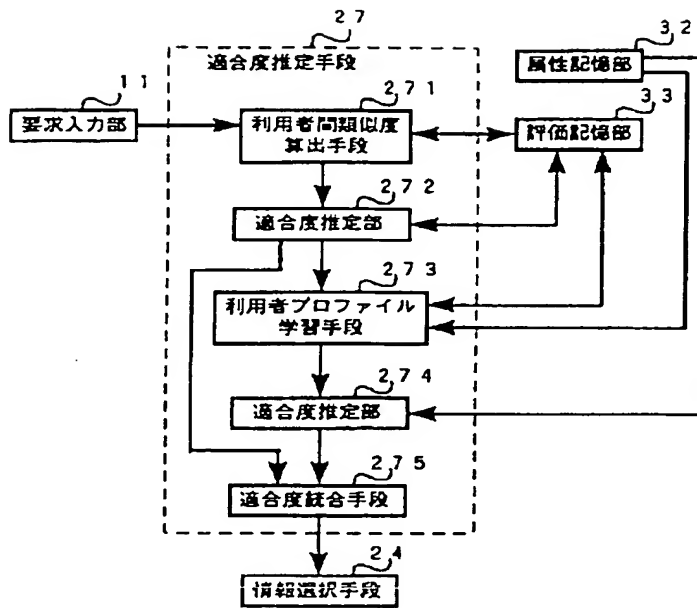 27
適合度推定手段
32
属性記憶部
11
要求入力部
271
利用者間類似度
算出手段
33
評価記憶部
272
適合度推定部
273
利用者プロファイル
学習手段
274
適合度推定部
275
適合度統合手段
24
情報選択手段